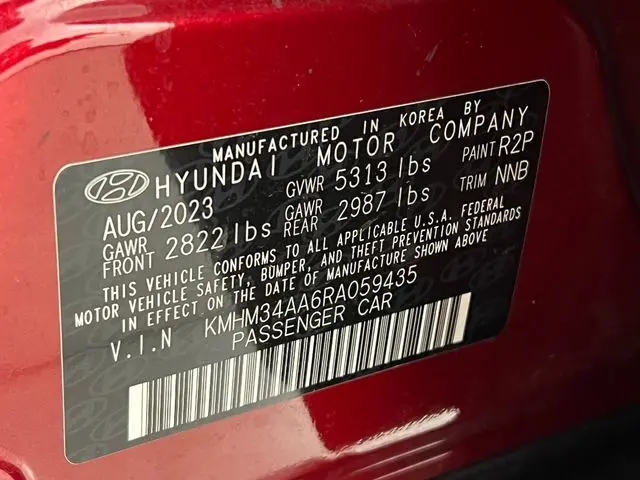 MANUFACTURED IN KOREA BY
HYUNDAI MOTOR COMPANY
AUG/2023 GVWR 5313 lbs PAINT R2P
GAWR FRONT 2822 lbs GAWR REAR 2987 lbs TRIM NNB
THIS VEHICLE CONFORMS TO ALL APPLICABLE U.S.A. FEDERAL
MOTOR VEHICLE SAFETY, BUMPER, AND THEFT PREVENTION STANDARDS
IN EFFECT ON THE DATE OF MANUFACTURE SHOWN ABOVE
V.I.N KMHM34AA6RA059435
PASSENGER CAR